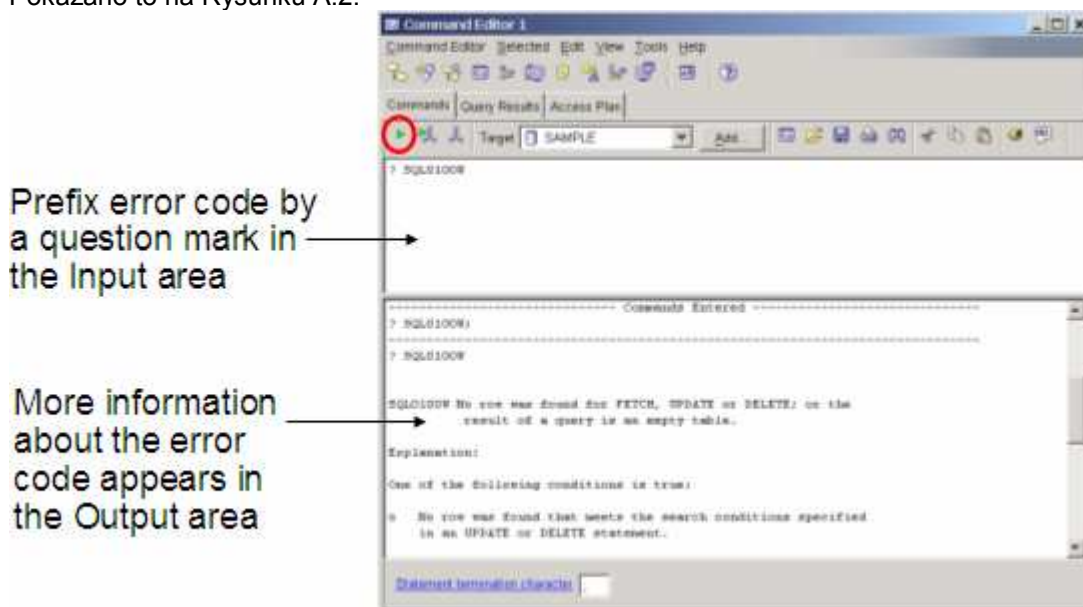 Pokazano to na Rysunku A.2.
Command Editor 1
Command Editor Selected Edit View Tools Help
Commands Query Results Access Plan
Target SAMPLE Add...
? SQL0100W
Prefix error code by
a question mark in
the Input area
------------------------------ Commands Entered ------------------------------
? SQL0100W;
------------------------------------------------------------------------------
? SQL0100W
SQL0100W No row was found for FETCH, UPDATE or DELETE; or the
result of a query is an empty table.
More information
about the error
code appears in
the Output area
Explanation:
One of the following conditions is true:
o No row was found that meets the search conditions specified
in an UPDATE or DELETE statement.
Statement termination character